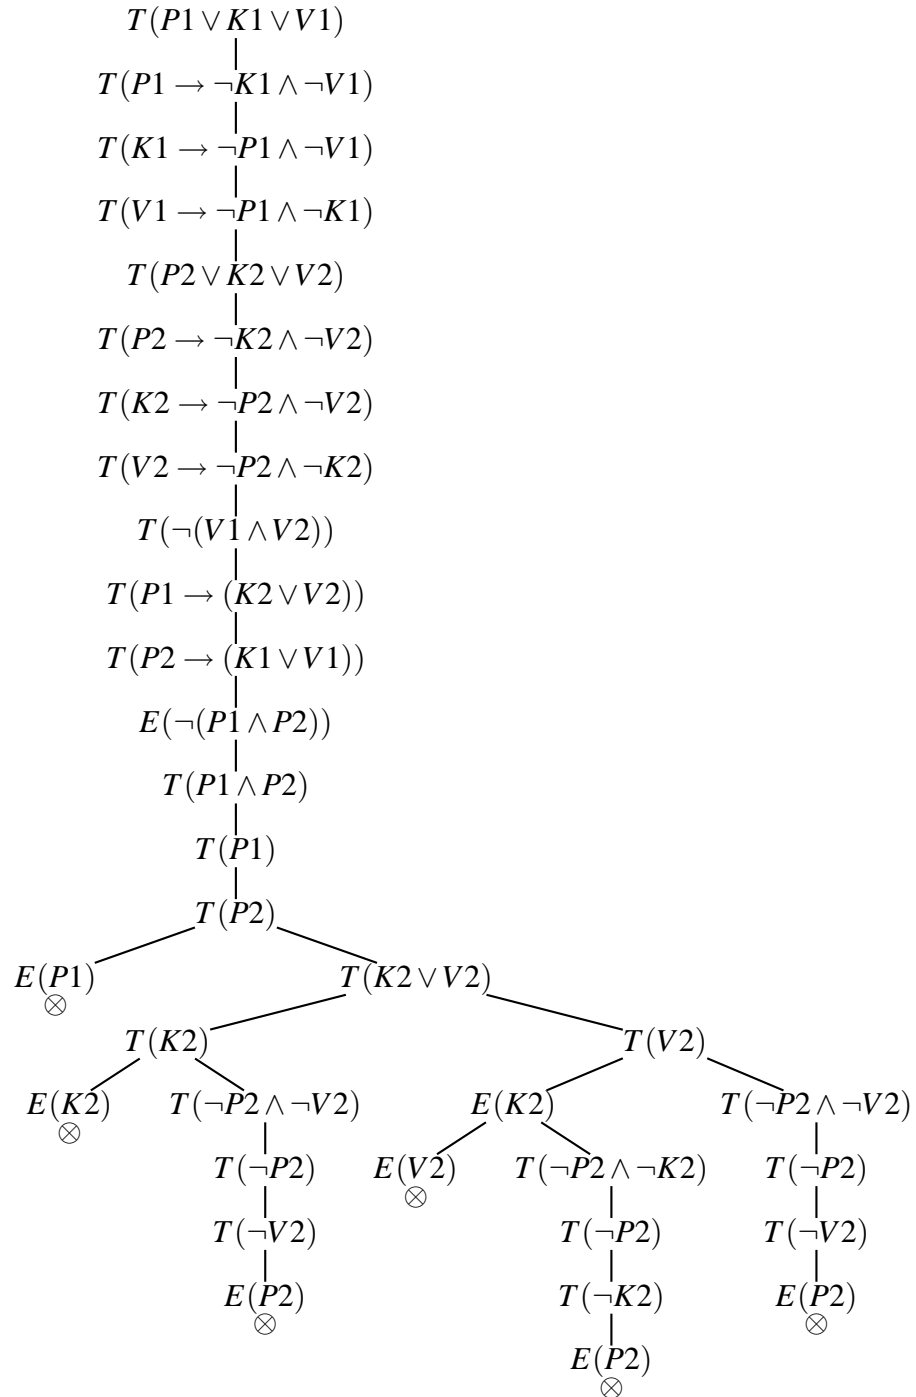 T(P1 ∨ K1 ∨ V1)
T(P1 → ¬K1 ∧ ¬V1)
T(K1 → ¬P1 ∧ ¬V1)
T(V1 → ¬P1 ∧ ¬K1)
T(P2 ∨ K2 ∨ V2)
T(P2 → ¬K2 ∧ ¬V2)
T(K2 → ¬P2 ∧ ¬V2)
T(V2 → ¬P2 ∧ ¬K2)
T(¬(V1 ∧ V2))
T(P1 → (K2 ∨ V2))
T(P2 → (K1 ∨ V1))
E(¬(P1 ∧ P2))
T(P1 ∧ P2)
T(P1)
T(P2)
E(P1) T(K2 ∨ V2)
⊗
T(K2) T(V2)
E(K2) T(¬P2 ∧ ¬V2) E(K2) T(¬P2 ∧ ¬V2)
⊗
T(¬P2) E(V2) T(¬P2 ∧ ¬K2) T(¬P2)
⊗
T(¬V2) T(¬P2) T(¬V2)
E(P2) T(¬K2) E(P2)
⊗ ⊗
E(P2)
⊗